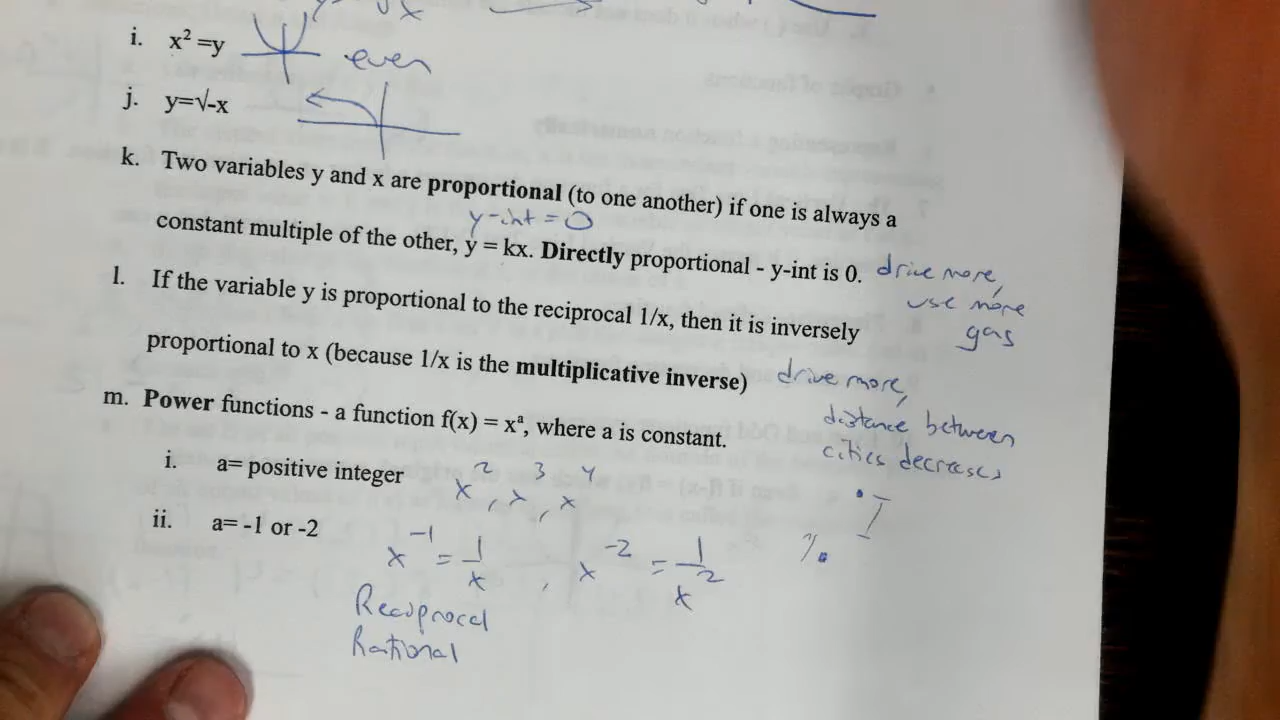 i. x² =y even
j. y=√-x
k. Two variables y and x are proportional (to one another) if one is always a
y-int = 0
constant multiple of the other, y = kx. Directly proportional - y-int is 0. drive more,
use more
gas
l. If the variable y is proportional to the reciprocal 1/x, then it is inversely
proportional to x (because 1/x is the multiplicative inverse) drive more,
distance between
cities decreases
m. Power functions - a function f(x) = xᵃ, where a is constant.
i. a= positive integer x², x³, x⁴
ii. a= -1 or -2
x⁻¹ = 1/x , x⁻² = 1/x²
Reciprocal
Rational